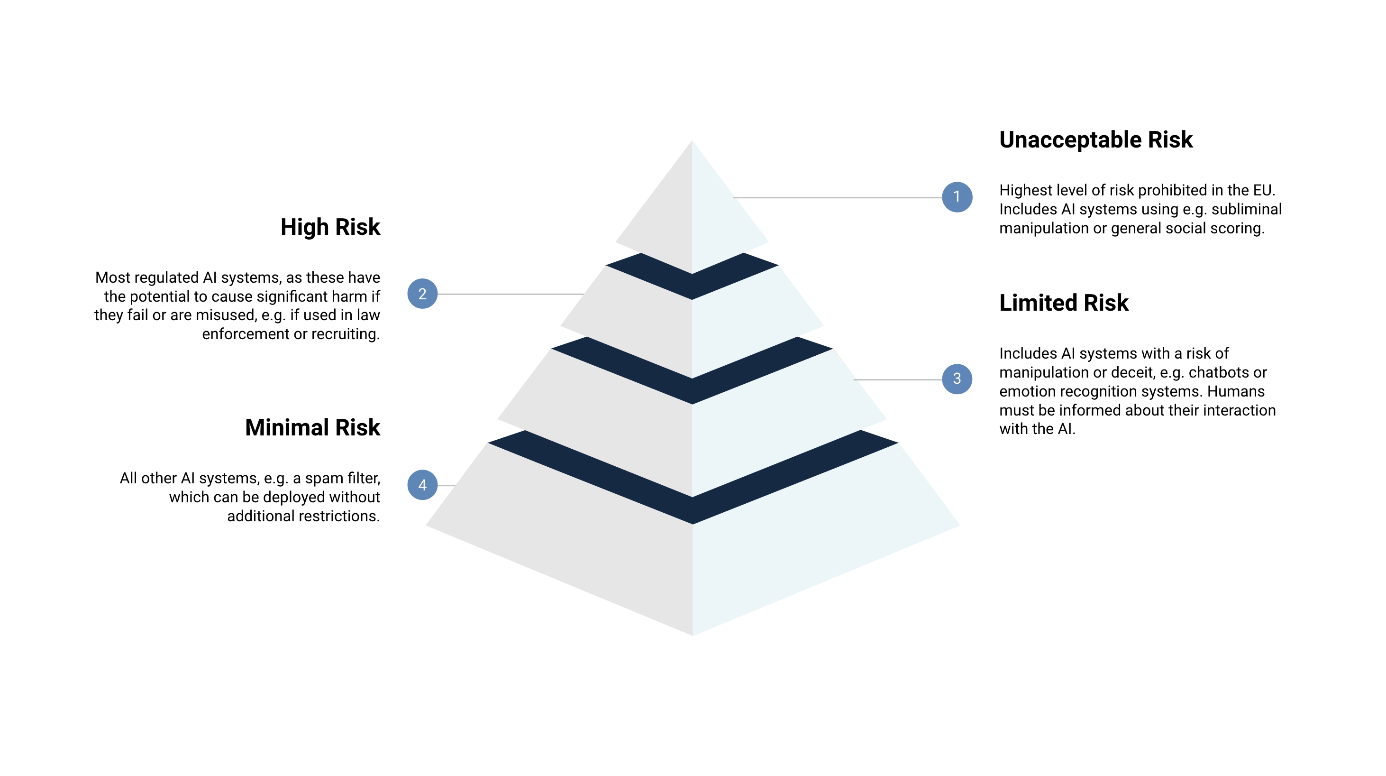 Unacceptable Risk
1
Highest level of risk prohibited in the EU.
Includes AI systems using e.g. subliminal
manipulation or general social scoring.
High Risk
2
Most regulated AI systems, as these have
the potential to cause significant harm if
they fail or are misused, e.g. if used in law
enforcement or recruiting.
Limited Risk
3
Includes AI systems with a risk of
manipulation or deceit, e.g. chatbots or
emotion recognition systems. Humans
must be informed about their interaction
with the AI.
Minimal Risk
4
All other AI systems, e.g. a spam filter,
which can be deployed without
additional restrictions.